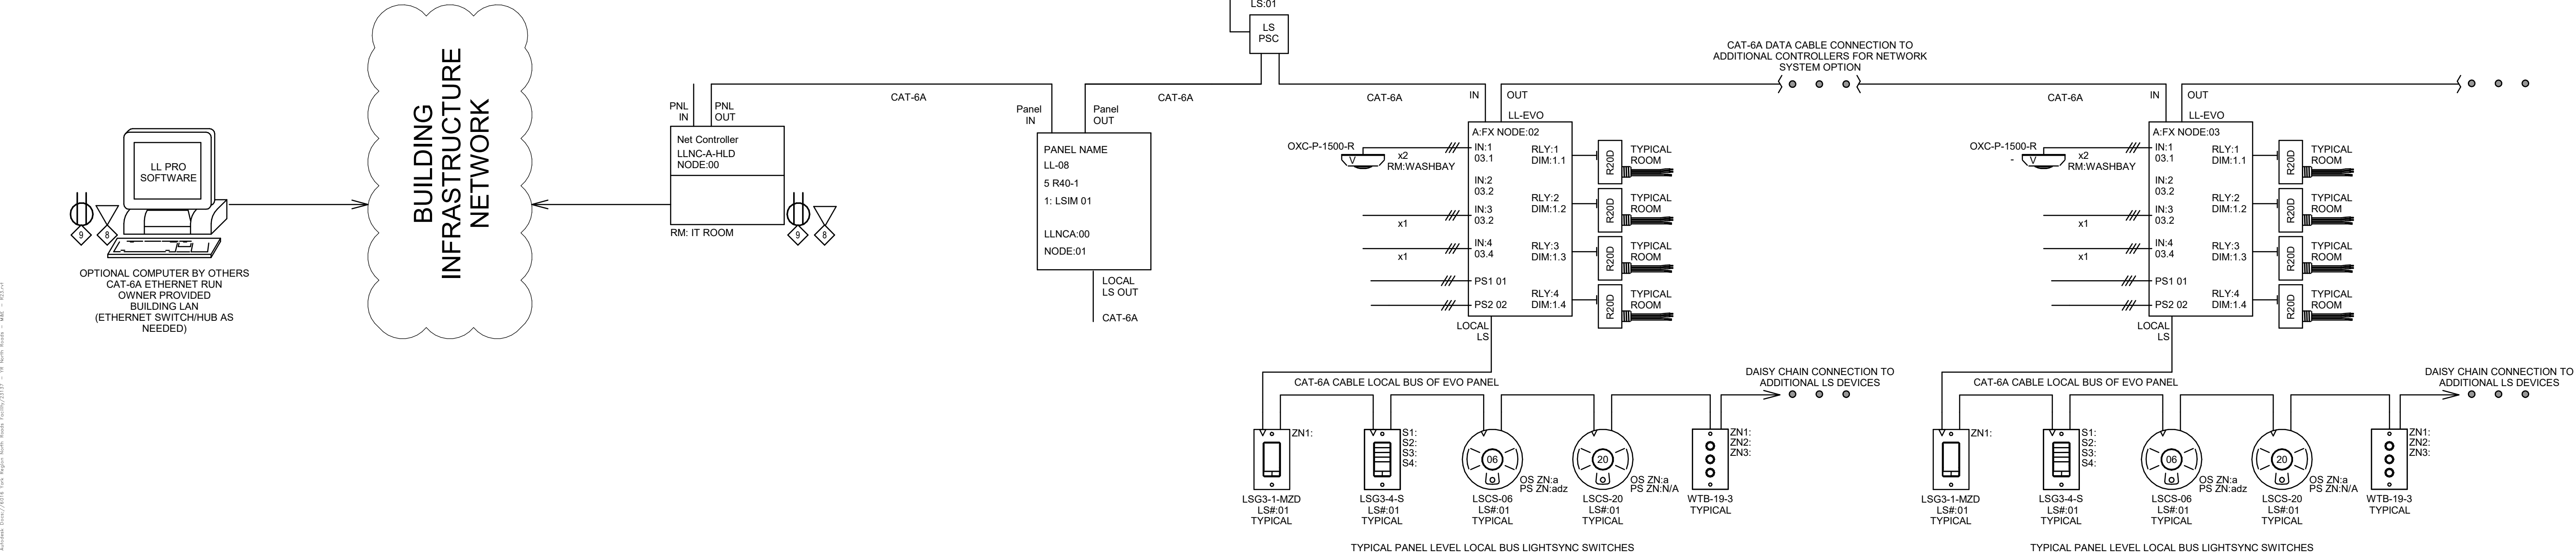 LS:01
LS
PSC
CAT-6A DATA CABLE CONNECTION TO
ADDITIONAL CONTROLLERS FOR NETWORK
SYSTEM OPTION
LL PRO
SOFTWARE
9
8
OPTIONAL COMPUTER BY OTHERS
CAT-6A ETHERNET RUN
OWNER PROVIDED
BUILDING LAN
(ETHERNET SWITCH/HUB AS
NEEDED)
BUILDING
INFRASTRUCTURE
NETWORK
PNL
IN
PNL
OUT
Net Controller
LLNC-A-HLD
NODE:00
RM: IT ROOM
9
8
CAT-6A
Panel
IN
Panel
OUT
PANEL NAME
LL-08
5 R40-1
1: LSIM 01
LLNCA:00
NODE:01
LOCAL
LS OUT
CAT-6A
CAT-6A
CAT-6A
IN
OUT
LL-EVO
A:FX NODE:02
OXC-P-1500-R
V
x2
RM:WASHBAY
IN:1
03.1
IN:2
03.2
IN:3
03.2
x1
IN:4
03.4
x1
PS1 01
PS2 02
RLY:1
DIM:1.1
RLY:2
DIM:1.2
RLY:3
DIM:1.3
RLY:4
DIM:1.4
R20D
TYPICAL
ROOM
R20D
TYPICAL
ROOM
R20D
TYPICAL
ROOM
R20D
TYPICAL
ROOM
LOCAL
LS
CAT-6A CABLE LOCAL BUS OF EVO PANEL
DAISY CHAIN CONNECTION TO
ADDITIONAL LS DEVICES
ZN1:
LSG3-1-MZD
LS#:01
TYPICAL
S1:
S2:
S3:
S4:
LSG3-4-S
LS#:01
TYPICAL
06
OS ZN:a
PS ZN:adz
LSCS-06
LS#:01
TYPICAL
20
OS ZN:a
PS ZN:N/A
LSCS-20
LS#:01
TYPICAL
ZN1:
ZN2:
ZN3:
WTB-19-3
TYPICAL
TYPICAL PANEL LEVEL LOCAL BUS LIGHTSYNC SWITCHES
CAT-6A
IN
OUT
LL-EVO
A:FX NODE:03
OXC-P-1500-R
-
V
x2
RM:WASHBAY
IN:1
03.1
IN:2
03.2
IN:3
03.2
x1
IN:4
03.4
x1
PS1 01
PS2 02
RLY:1
DIM:1.1
RLY:2
DIM:1.2
RLY:3
DIM:1.3
RLY:4
DIM:1.4
R20D
TYPICAL
ROOM
R20D
TYPICAL
ROOM
R20D
TYPICAL
ROOM
R20D
TYPICAL
ROOM
LOCAL
LS
CAT-6A CABLE LOCAL BUS OF EVO PANEL
DAISY CHAIN CONNECTION TO
ADDITIONAL LS DEVICES
ZN1:
LSG3-1-MZD
LS#:01
TYPICAL
S1:
S2:
S3:
S4:
LSG3-4-S
LS#:01
TYPICAL
06
OS ZN:a
PS ZN:adz
LSCS-06
LS#:01
TYPICAL
20
OS ZN:a
PS ZN:N/A
LSCS-20
LS#:01
TYPICAL
ZN1:
ZN2:
ZN3:
WTB-19-3
TYPICAL
TYPICAL PANEL LEVEL LOCAL BUS LIGHTSYNC SWITCHES